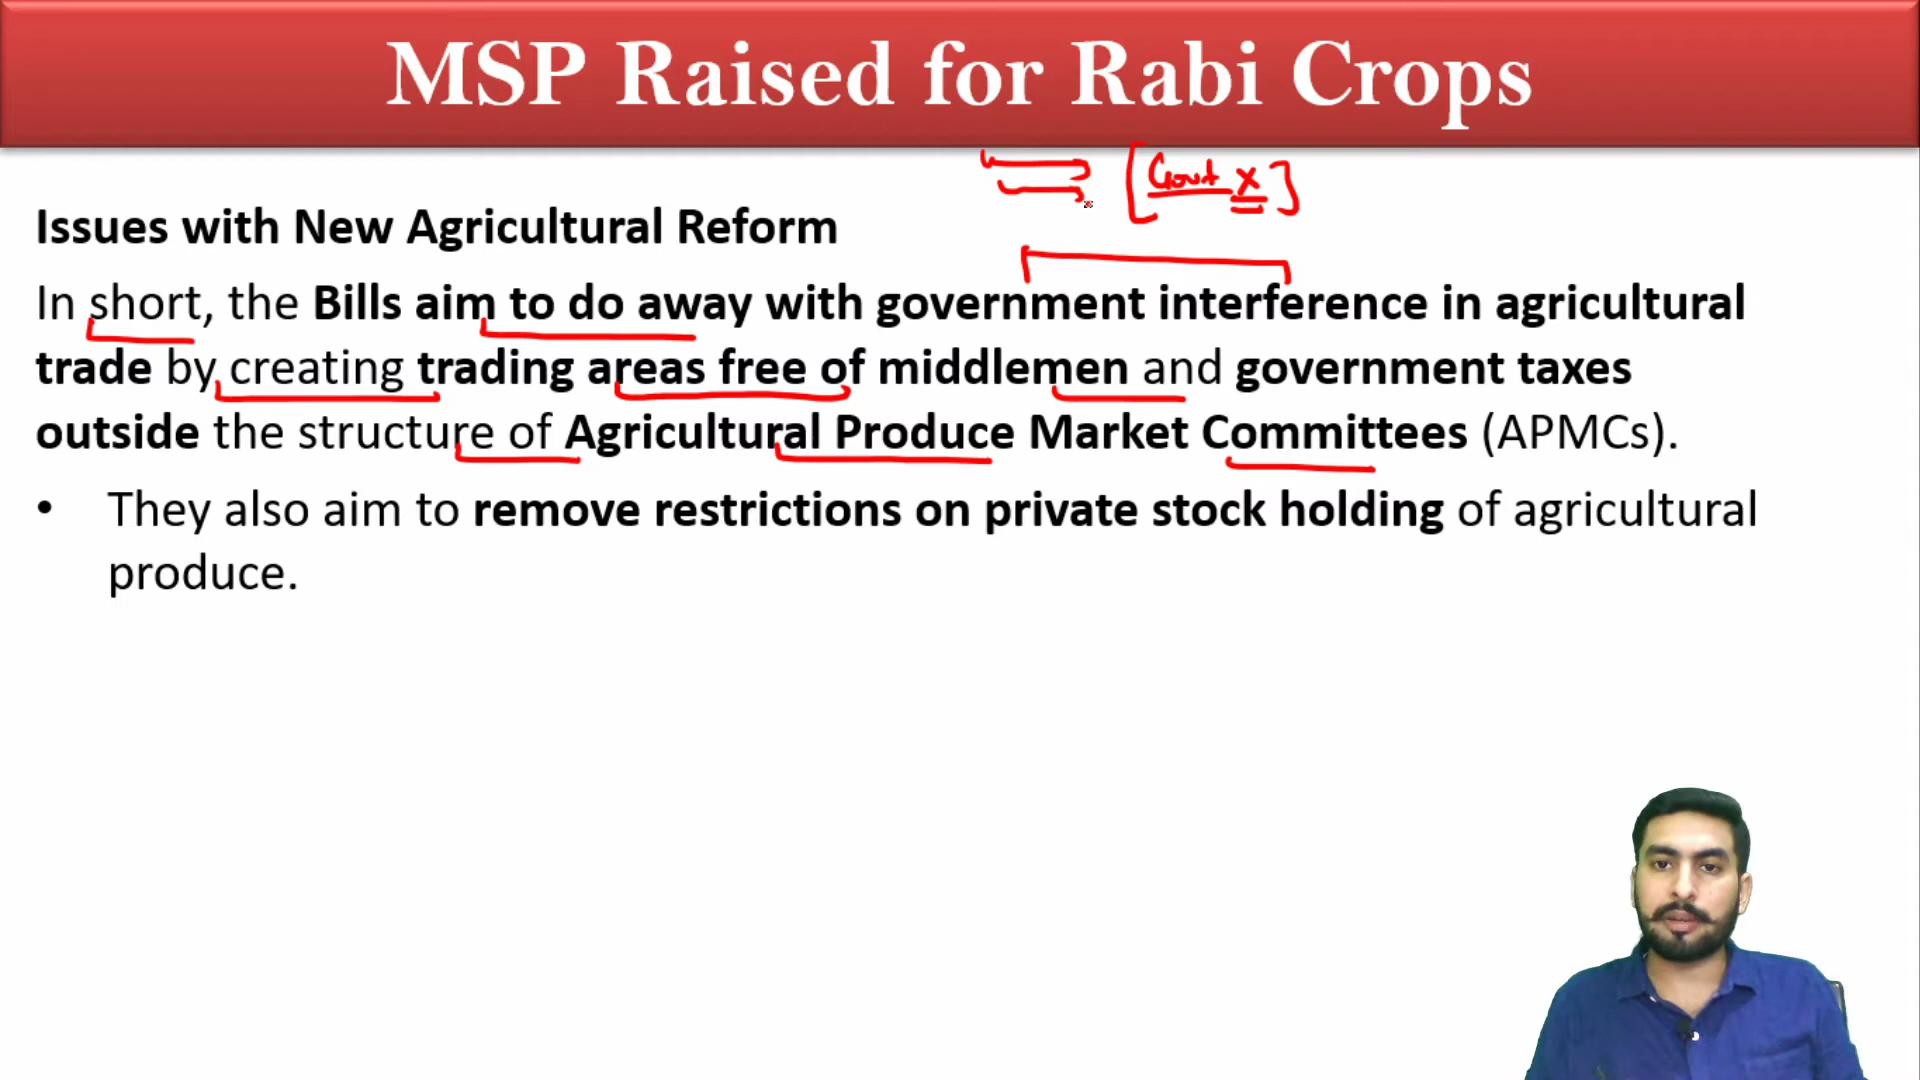 MSP Raised for Rabi Crops
[Govt x]
Issues with New Agricultural Reform
In short, the Bills aim to do away with government interference in agricultural
trade by creating trading areas free of middlemen and government taxes
outside the structure of Agricultural Produce Market Committees (APMCs).
• They also aim to remove restrictions on private stock holding of agricultural
produce.